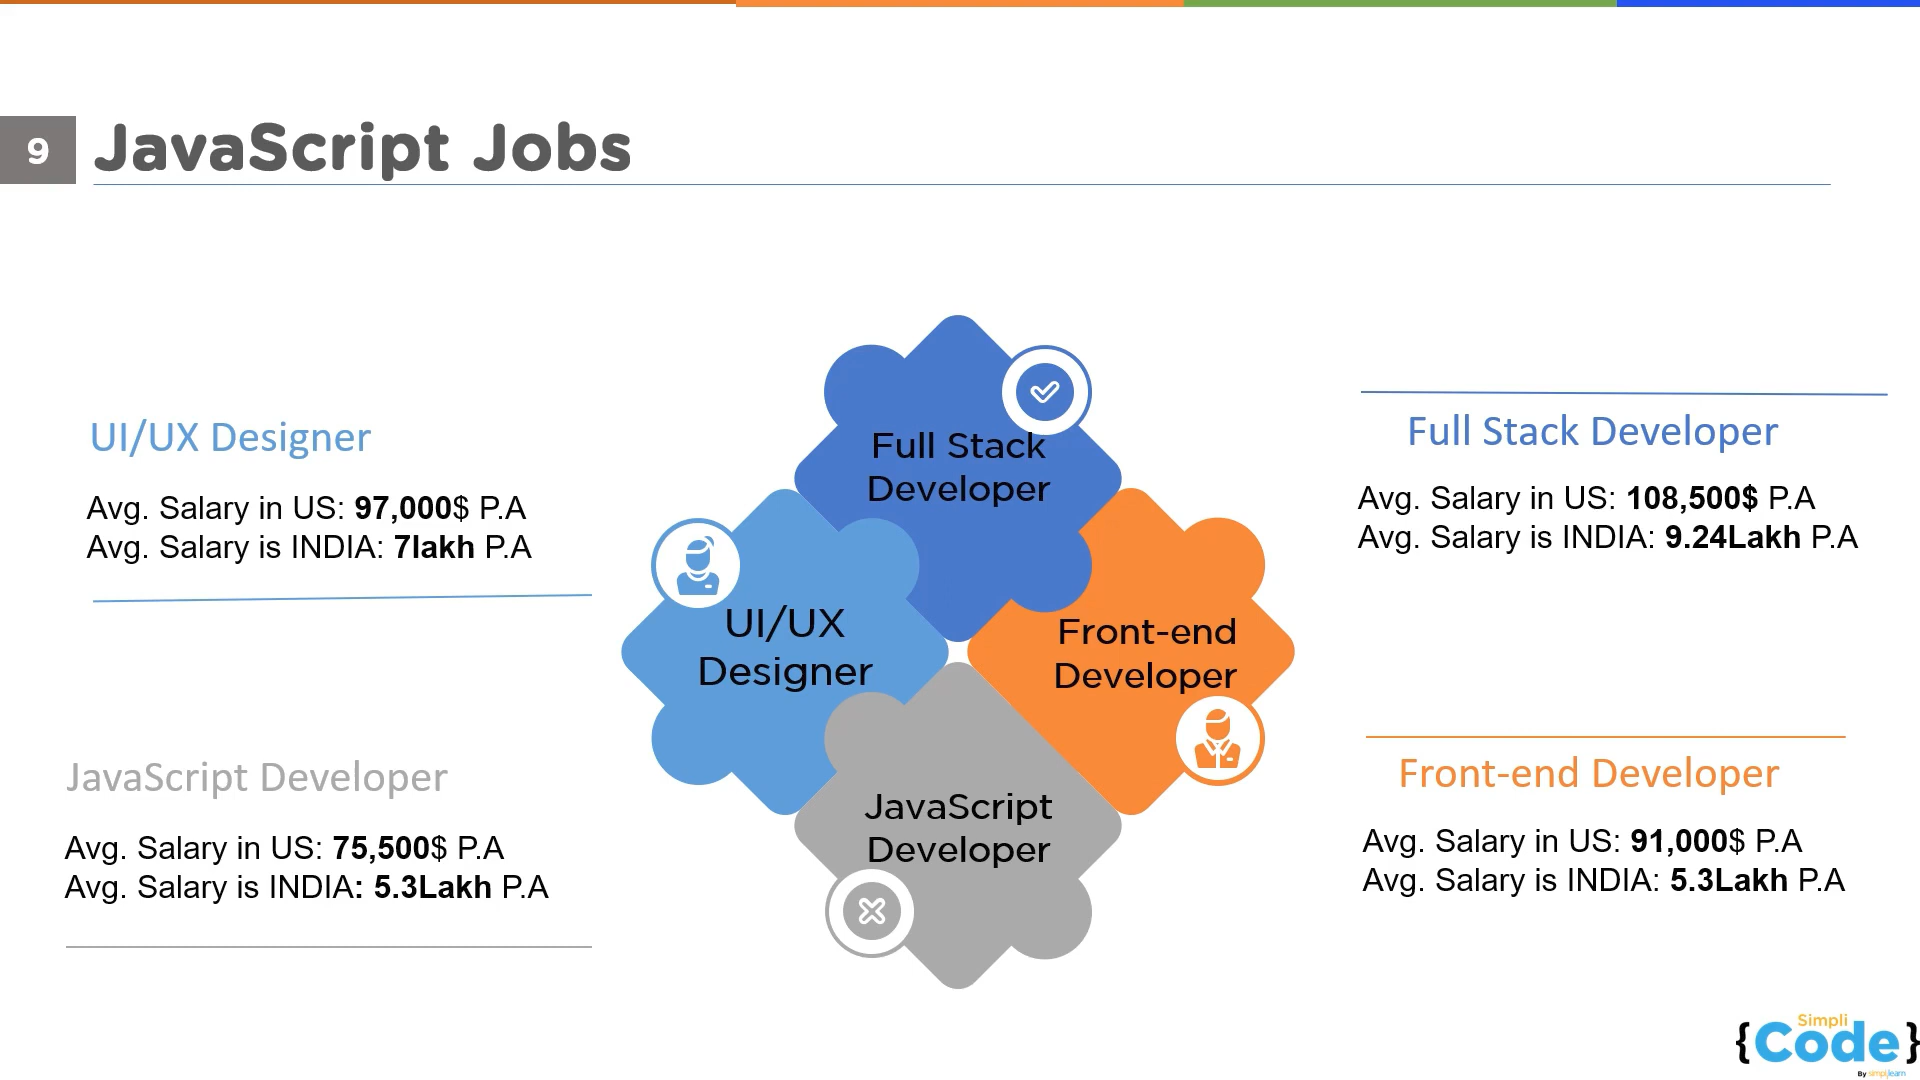 9
JavaScript Jobs
UI/UX Designer
Avg. Salary in US: 97,000$ P.A
Avg. Salary is INDIA: 7lakh P.A
JavaScript Developer
Avg. Salary in US: 75,500$ P.A
Avg. Salary is INDIA: 5.3Lakh P.A
Full Stack
Developer
UI/UX
Designer
Front-end
Developer
JavaScript
Developer
Full Stack Developer
Avg. Salary in US: 108,500$ P.A
Avg. Salary is INDIA: 9.24Lakh P.A
Front-end Developer
Avg. Salary in US: 91,000$ P.A
Avg. Salary is INDIA: 5.3Lakh P.A
Simpli
{Code}
By simplilearn